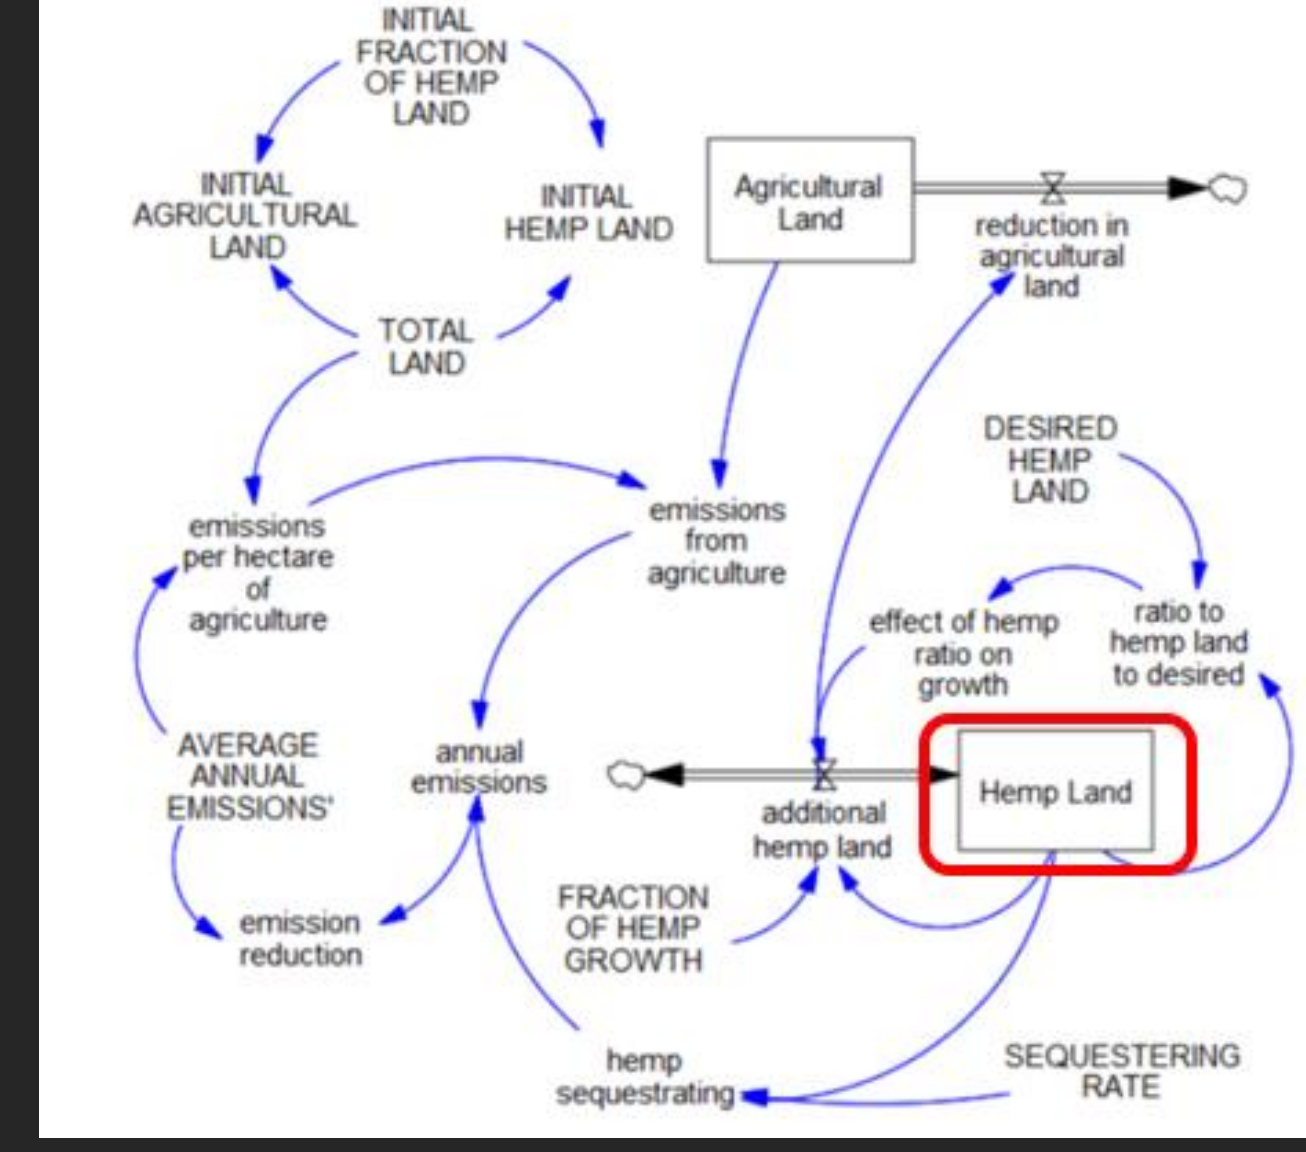 INITIAL
FRACTION
OF HEMP
LAND
INITIAL
AGRICULTURAL
LAND
INITIAL
HEMP LAND
Agricultural
Land
reduction in
agricultural
land
TOTAL
LAND
DESIRED
HEMP
LAND
emissions
per hectare
of
agriculture
emissions
from
agriculture
effect of hemp
ratio on
growth
ratio to
hemp land
to desired
AVERAGE
ANNUAL
EMISSIONS'
annual
emissions
additional
hemp land
Hemp Land
emission
reduction
FRACTION
OF HEMP
GROWTH
hemp
sequestrating
SEQUESTERING
RATE